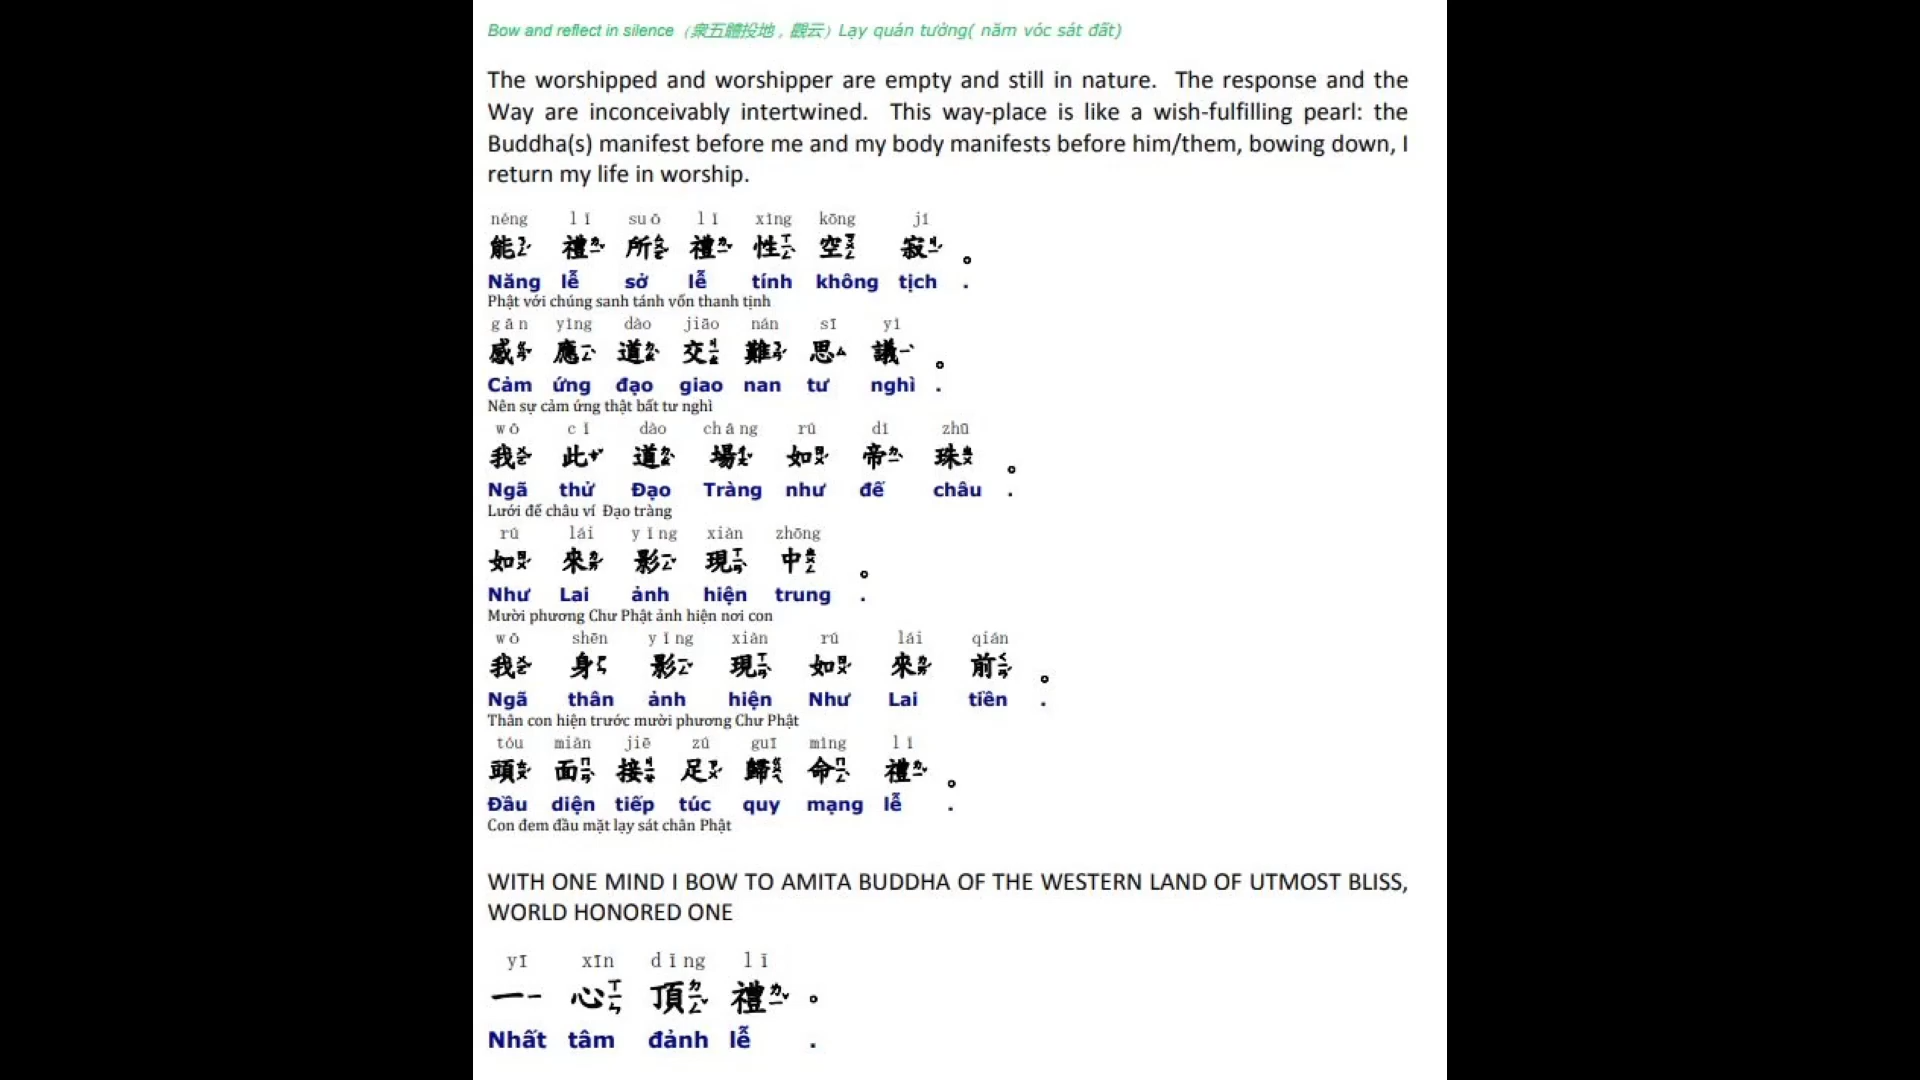 Bow and reflect in silence（衆五體投地，觀云）Lạy quán tưởng( năm vóc sát đất)
The worshipped and worshipper are empty and still in nature. The response and the
Way are inconceivably intertwined. This way-place is like a wish-fulfilling pearl: the
Buddha(s) manifest before me and my body manifests before him/them, bowing down, I
return my life in worship.
néng lǐ suǒ lǐ xìng kōng jí
能 禮 所 禮 性 空 寂 。
Năng lễ sở lễ tính không tịch .
Phật với chúng sanh tánh vốn thanh tịnh
gǎn yìng dào jiāo nán sī yì
感 應 道 交 難 思 議 。
Cảm ứng đạo giao nan tư nghì .
Nên sự cảm ứng thật bất tư nghì
wǒ cǐ dào chǎng rú dì zhū
我 此 道 場 如 帝 珠 。
Ngã thử Đạo Tràng như đế châu .
Lưới đế châu ví Đạo tràng
rú lái yǐng xiàn zhōng
如 來 影 現 中 。
Như Lai ảnh hiện trung .
Mười phương Chư Phật ảnh hiện nơi con
wǒ shēn yǐng xiàn rú lái qián
我 身 影 現 如 來 前 。
Ngã thân ảnh hiện Như Lai tiền .
Thân con hiện trước mười phương Chư Phật
tóu miàn jiē zú guī mìng lǐ
頭 面 接 足 歸 命 禮 。
Đầu diện tiếp túc quy mạng lễ .
Con đem đầu mặt lạy sát chân Phật
WITH ONE MIND I BOW TO AMITA BUDDHA OF THE WESTERN LAND OF UTMOST BLISS,
WORLD HONORED ONE
yī xīn dǐng lǐ
一 心 頂 禮 。
Nhất tâm đảnh lễ .